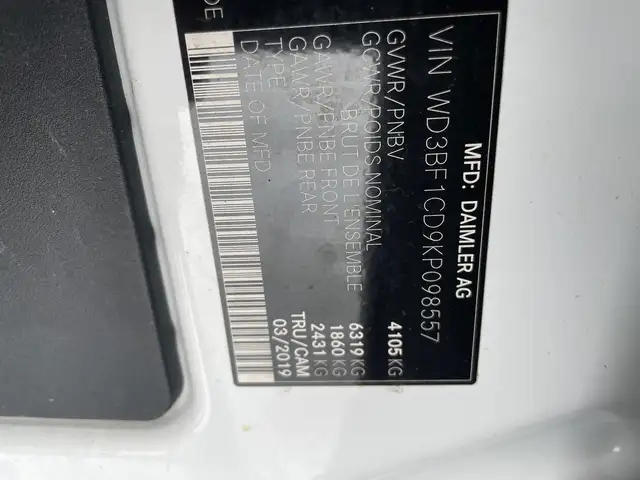 MFD: DAIMLER AG
VIN WD3BF1CD9KP098557
GVWR/PNBV 4105 KG
GCWR/POIDS NOMINAL
BRUT DE L'ENSEMBLE 6319 KG
GAWR/PNBE FRONT 1860 KG
GAWR/PNBE REAR 2431 KG
TYPE TRU/CAM
DATE OF MFD 03/2019
DE